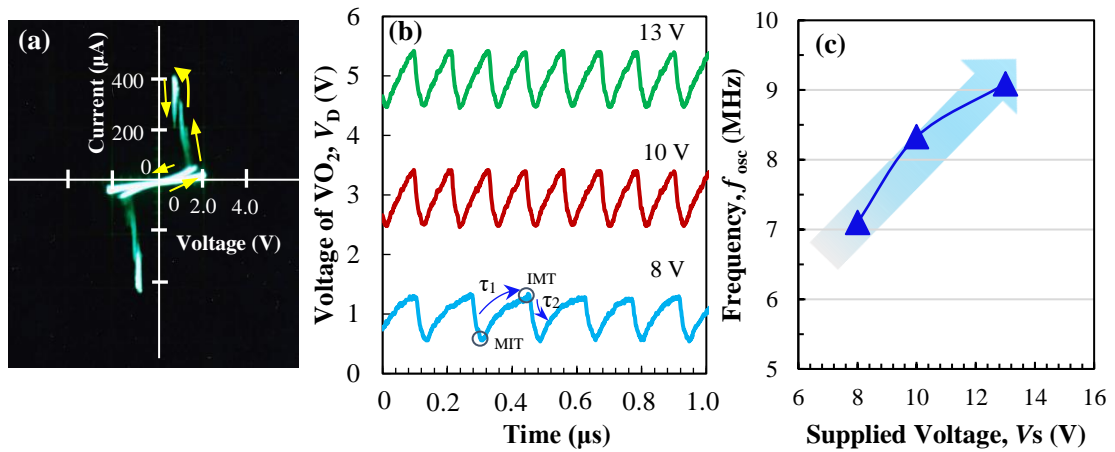 (a)
Current (µA)
400
200
0
0
2.0
4.0
Voltage (V)
(b)
Voltage of VO₂, V_D (V)
6
5
4
3
2
1
0
13 V
10 V
8 V
τ₁
IMT
τ₂
MIT
0
0.2
0.4
0.6
0.8
1.0
Time (µs)
(c)
Frequency, f_osc (MHz)
10
9
8
7
6
5
6
8
10
12
14
16
Supplied Voltage, Vs (V)